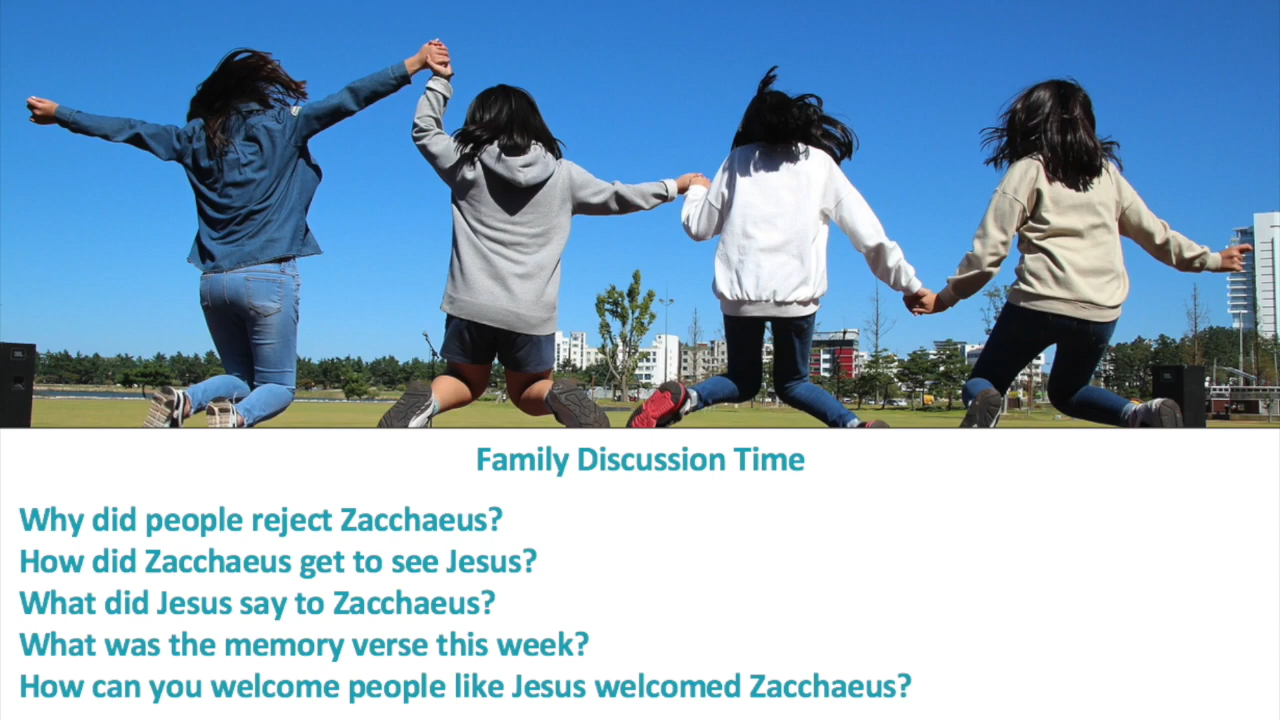 Family Discussion Time
Why did people reject Zacchaeus?
How did Zacchaeus get to see Jesus?
What did Jesus say to Zacchaeus?
What was the memory verse this week?
How can you welcome people like Jesus welcomed Zacchaeus?